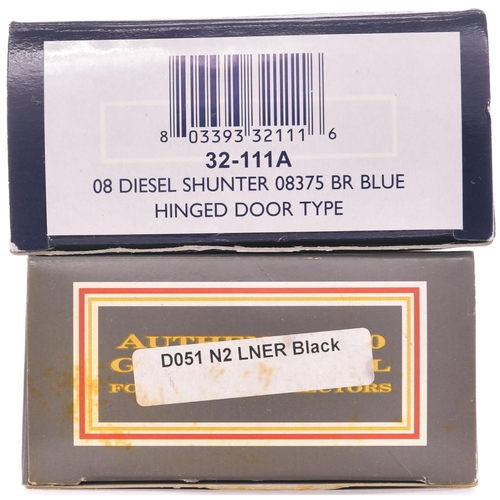 8 03393 32111 6
32-111A
08 DIESEL SHUNTER 08375 BR BLUE
HINGED DOOR TYPE
D051 N2 LNER Black